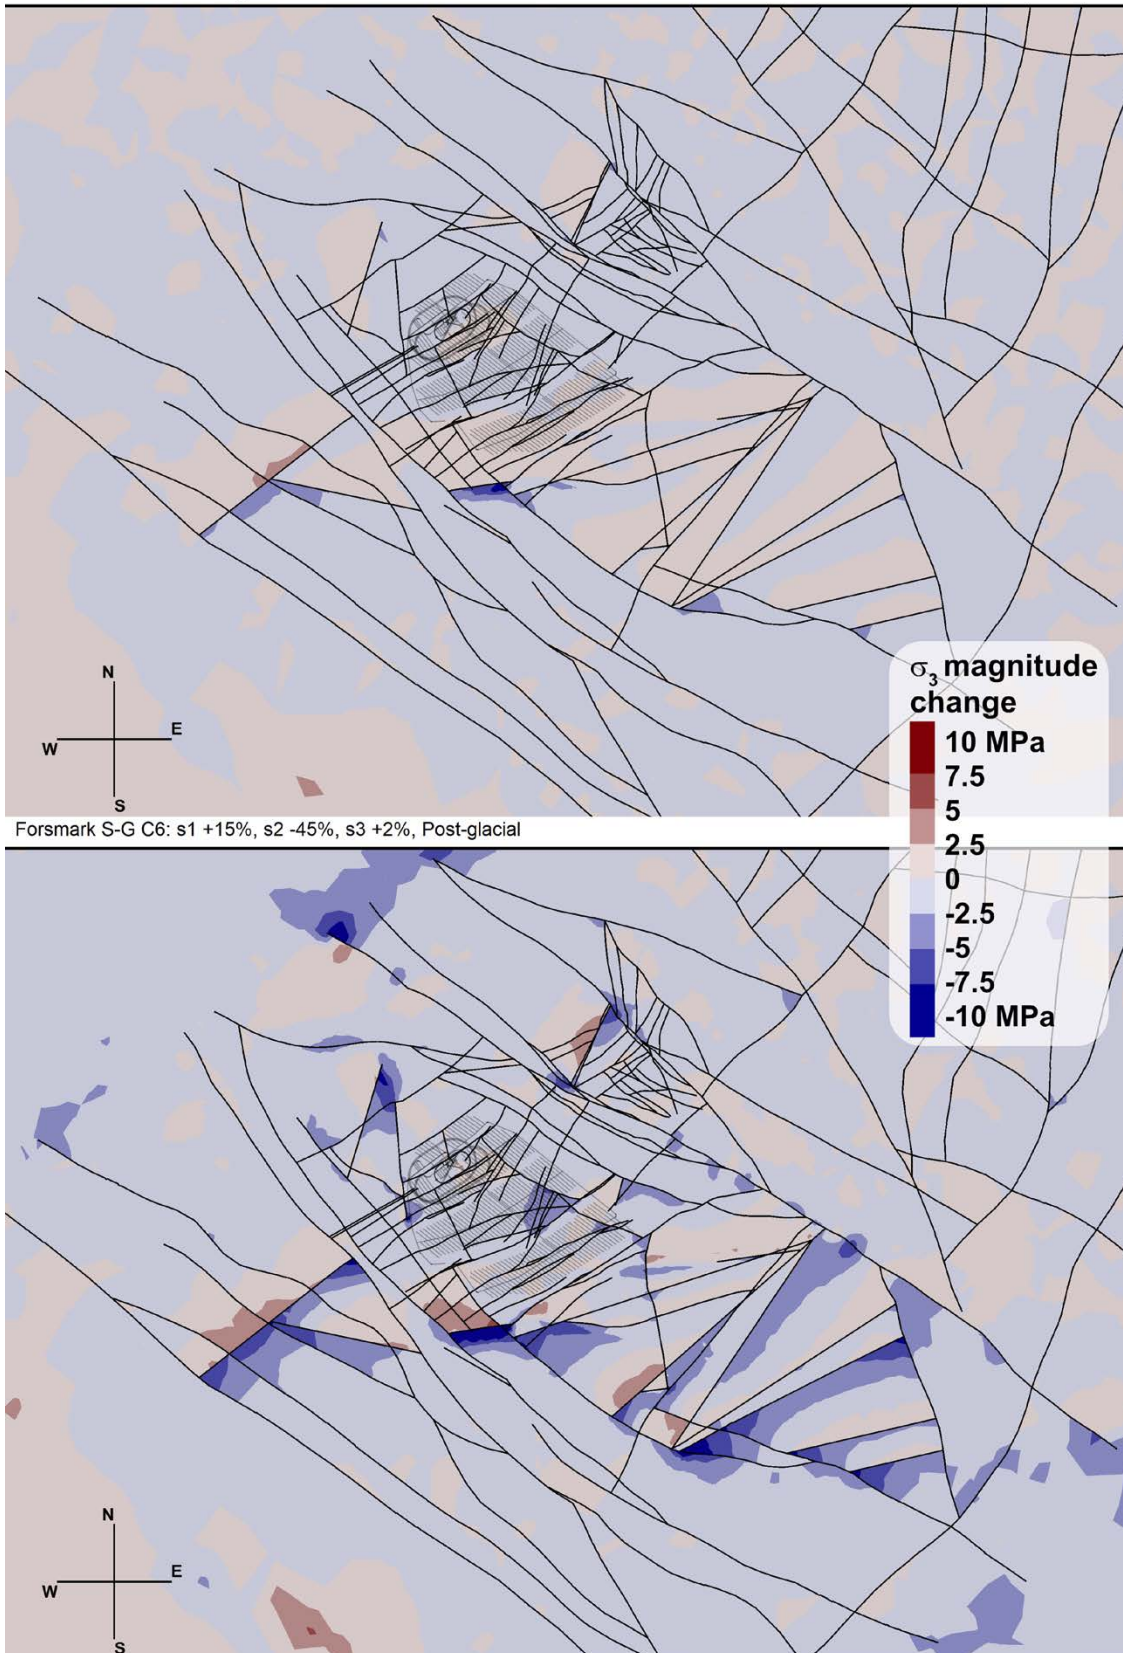 N
W
E
S
σ3 magnitude
change
10 MPa
7.5
5
2.5
0
-2.5
-5
-7.5
-10 MPa
Forsmark S-G C6: s1 +15%, s2 -45%, s3 +2%, Post-glacial
N
W
E
S